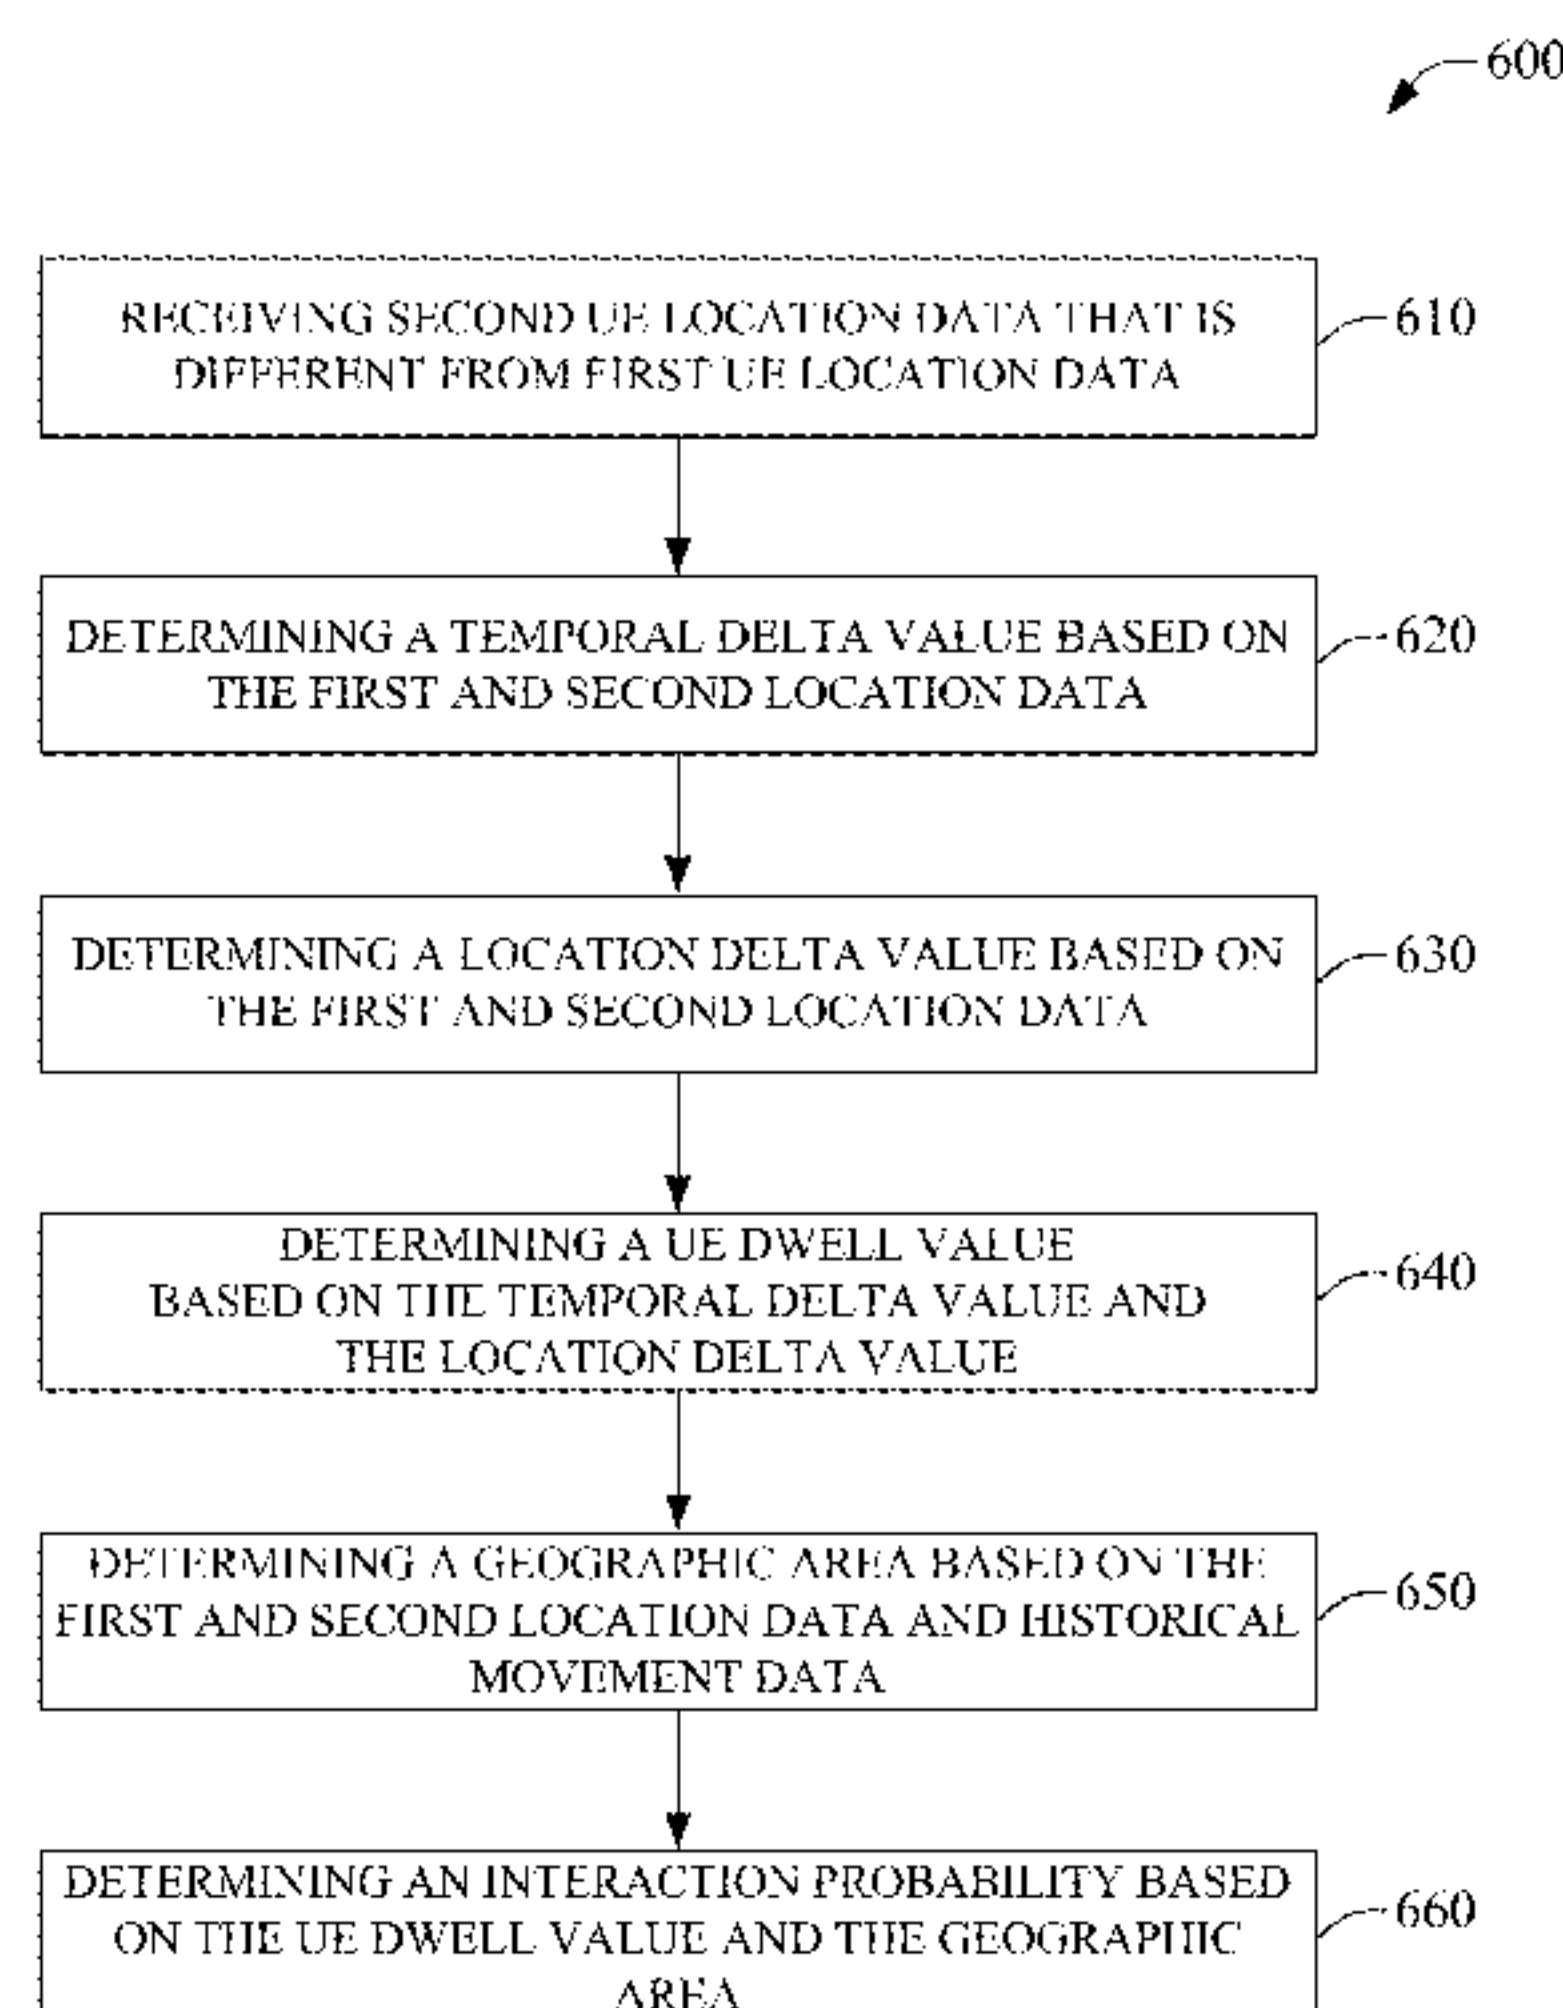 600
RECEIVING SECOND UE LOCATION DATA THAT IS
DIFFERENT FROM FIRST UE LOCATION DATA
610
DETERMINING A TEMPORAL DELTA VALUE BASED ON
THE FIRST AND SECOND LOCATION DATA
620
DETERMINING A LOCATION DELTA VALUE BASED ON
THE FIRST AND SECOND LOCATION DATA
630
DETERMINING A UE DWELL VALUE
BASED ON THE TEMPORAL DELTA VALUE AND
THE LOCATION DELTA VALUE
640
DETERMINING A GEOGRAPHIC AREA BASED ON THE
FIRST AND SECOND LOCATION DATA AND HISTORICAL
MOVEMENT DATA
650
DETERMINING AN INTERACTION PROBABILITY BASED
ON THE UE DWELL VALUE AND THE GEOGRAPHIC
AREA
660